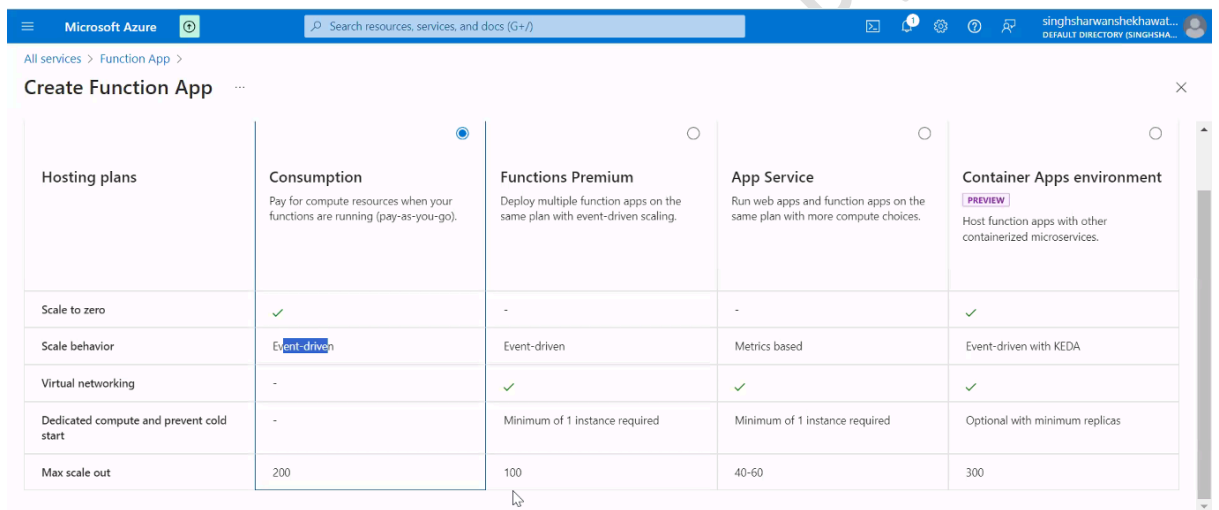 Microsoft Azure
Search resources, services, and docs (G+/)
1
singhsharwanshekhawat...
DEFAULT DIRECTORY (SINGHSHA...
All services > Function App >
Create Function App ...
Hosting plans
Consumption
Pay for compute resources when your
functions are running (pay-as-you-go).
Functions Premium
Deploy multiple function apps on the
same plan with event-driven scaling.
App Service
Run web apps and function apps on the
same plan with more compute choices.
Container Apps environment
PREVIEW
Host function apps with other
containerized microservices.
Scale to zero
-
-
Scale behavior
Event-driven
Event-driven
Metrics based
Event-driven with KEDA
Virtual networking
-
Dedicated compute and prevent cold
start
-
Minimum of 1 instance required
Minimum of 1 instance required
Optional with minimum replicas
Max scale out
200
100
40-60
300